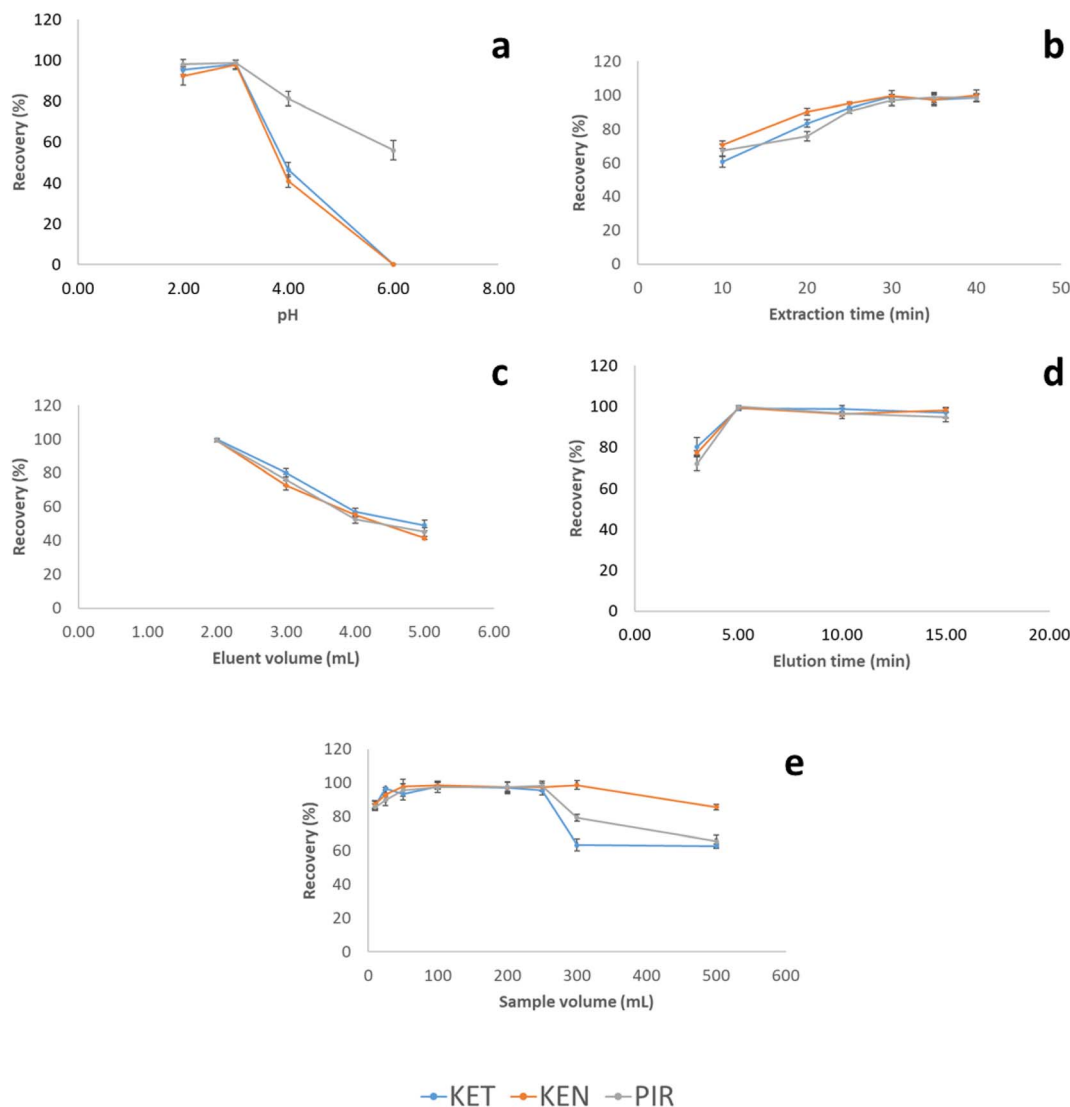 a
120
100
80
60
40
20
0
Recovery (%)
0.00 2.00 4.00 6.00 8.00
pH
b
120
100
80
60
40
20
0
Recovery (%)
0 10 20 30 40 50
Extraction time (min)
c
120
100
80
60
40
20
0
Recovery (%)
0.00 1.00 2.00 3.00 4.00 5.00 6.00
Eluent volume (mL)
d
120
100
80
60
40
20
0
Recovery (%)
0.00 5.00 10.00 15.00 20.00
Elution time (min)
e
120
100
80
60
40
20
0
Recovery (%)
0 100 200 300 400 500 600
Sample volume (mL)
KET KEN PIR